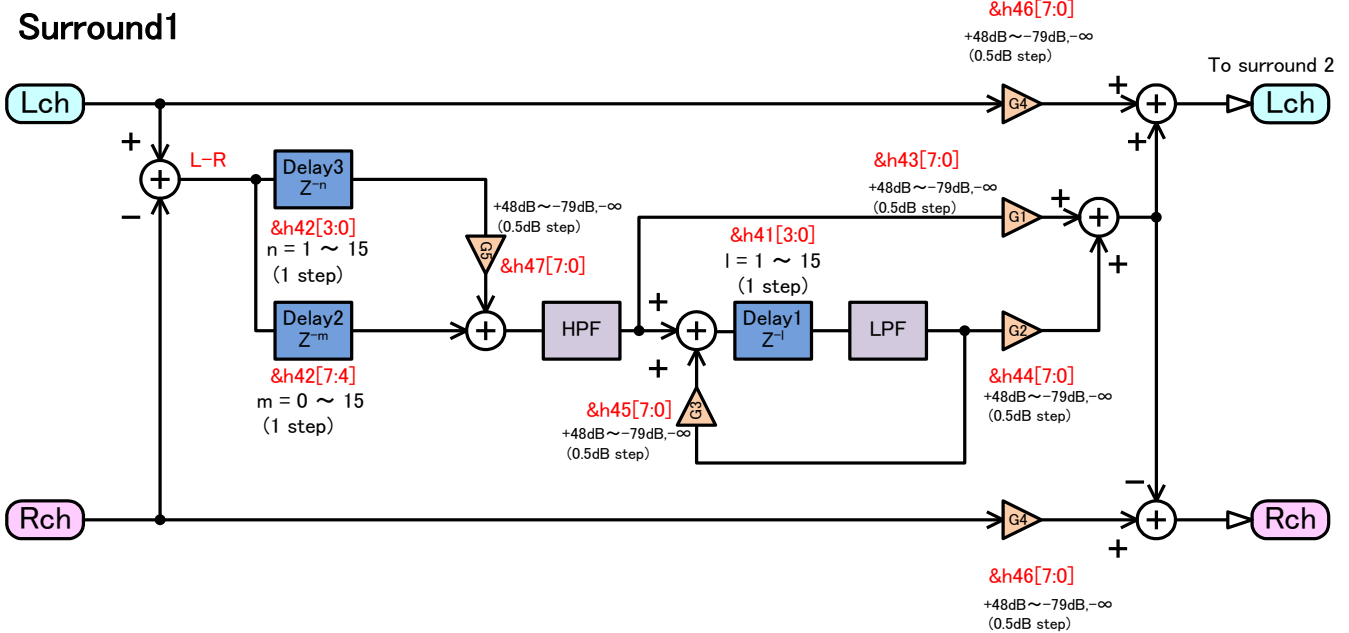 Surround1
&h46[7:0]
+48dB～-79dB,-∞
(0.5dB step)
To surround 2
Lch
G4
+
Lch
+
+
+
L-R
Delay3
Z⁻ⁿ
&h43[7:0]
+48dB～-79dB,-∞
(0.5dB step)
+
−
+48dB～-79dB,-∞
(0.5dB step)
G1
+
&h42[3:0]
n = 1 ～ 15
(1 step)
G5
&h47[7:0]
&h41[3:0]
l = 1 ～ 15
(1 step)
+
+
Delay2
Z⁻ᵐ
+
HPF
+
Delay1
Z⁻ˡ
LPF
G2
&h42[7:4]
m = 0 ～ 15
(1 step)
+
&h45[7:0]
+48dB～-79dB,-∞
(0.5dB step)
G3
&h44[7:0]
+48dB～-79dB,-∞
(0.5dB step)
−
Rch
G4
+
Rch
+
&h46[7:0]
+48dB～-79dB,-∞
(0.5dB step)